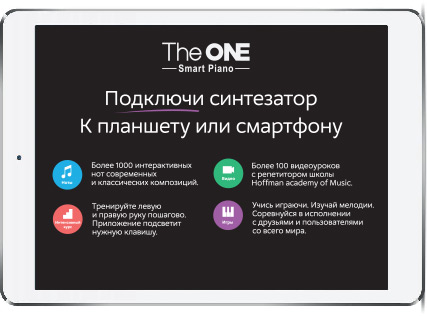 The ONE
Smart Piano
Подключи синтезатор
К планшету или смартфону
Ноты
Более 1000 интерактивных
нот современных
и классических композиций.
Видео
Более 100 видеоуроков
с репетитором школы
Hoffman academy of Music.
Интенсивный
курс
Тренируйте левую
и правую руку пошагово.
Приложение подсветит
нужную клавишу.
Игры
Учись играючи. Изучай мелодии.
Соревнуйся в исполнении
с друзьями и пользователями
со всего мира.